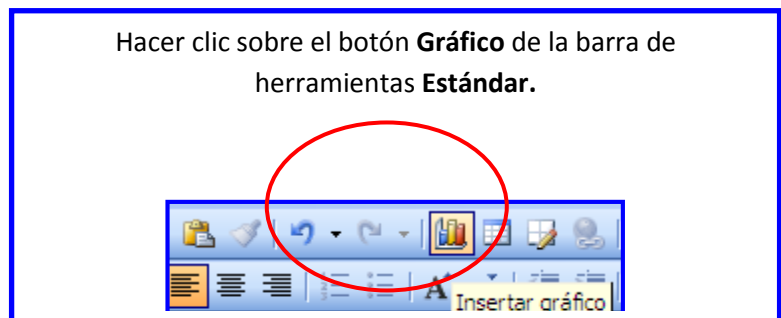 Hacer clic sobre el botón Gráfico de la barra de
herramientas Estándar.
A
Insertar gráfico